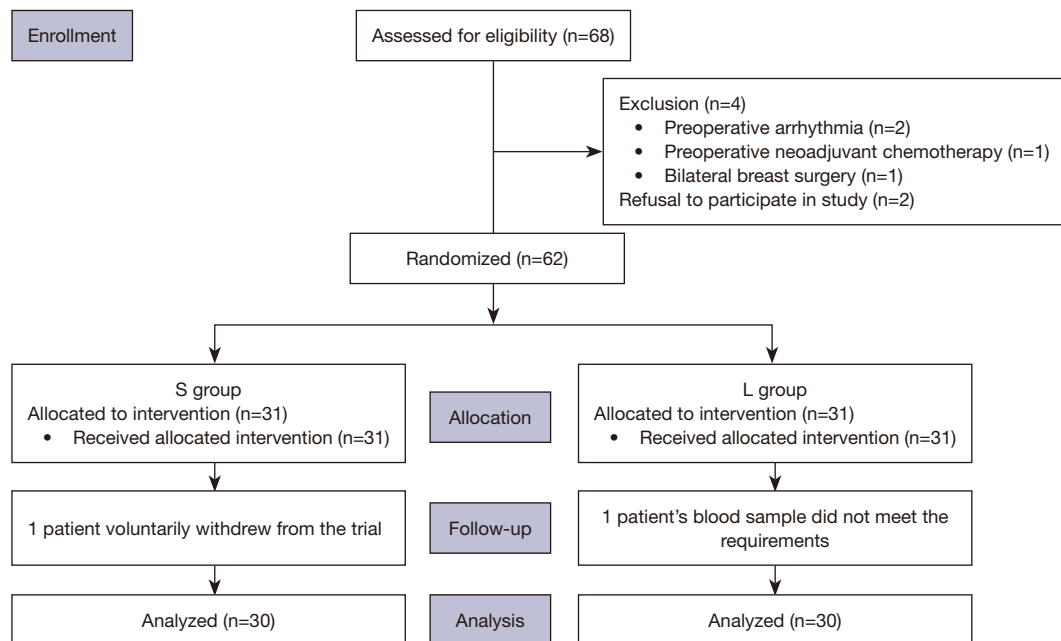 Enrollment
Assessed for eligibility (n=68)
Exclusion (n=4)
• Preoperative arrhythmia (n=2)
• Preoperative neoadjuvant chemotherapy (n=1)
• Bilateral breast surgery (n=1)
Refusal to participate in study (n=2)
Randomized (n=62)
S group
Allocated to intervention (n=31)
• Received allocated intervention (n=31)
Allocation
L group
Allocated to intervention (n=31)
• Received allocated intervention (n=31)
1 patient voluntarily withdrew from the trial
Follow-up
1 patient’s blood sample did not meet the
requirements
Analyzed (n=30)
Analysis
Analyzed (n=30)